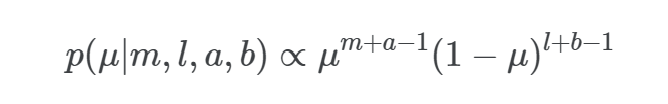 p(μ|m, l, a, b) ∝ μ^{m+a−1}(1 − μ)^{l+b−1}